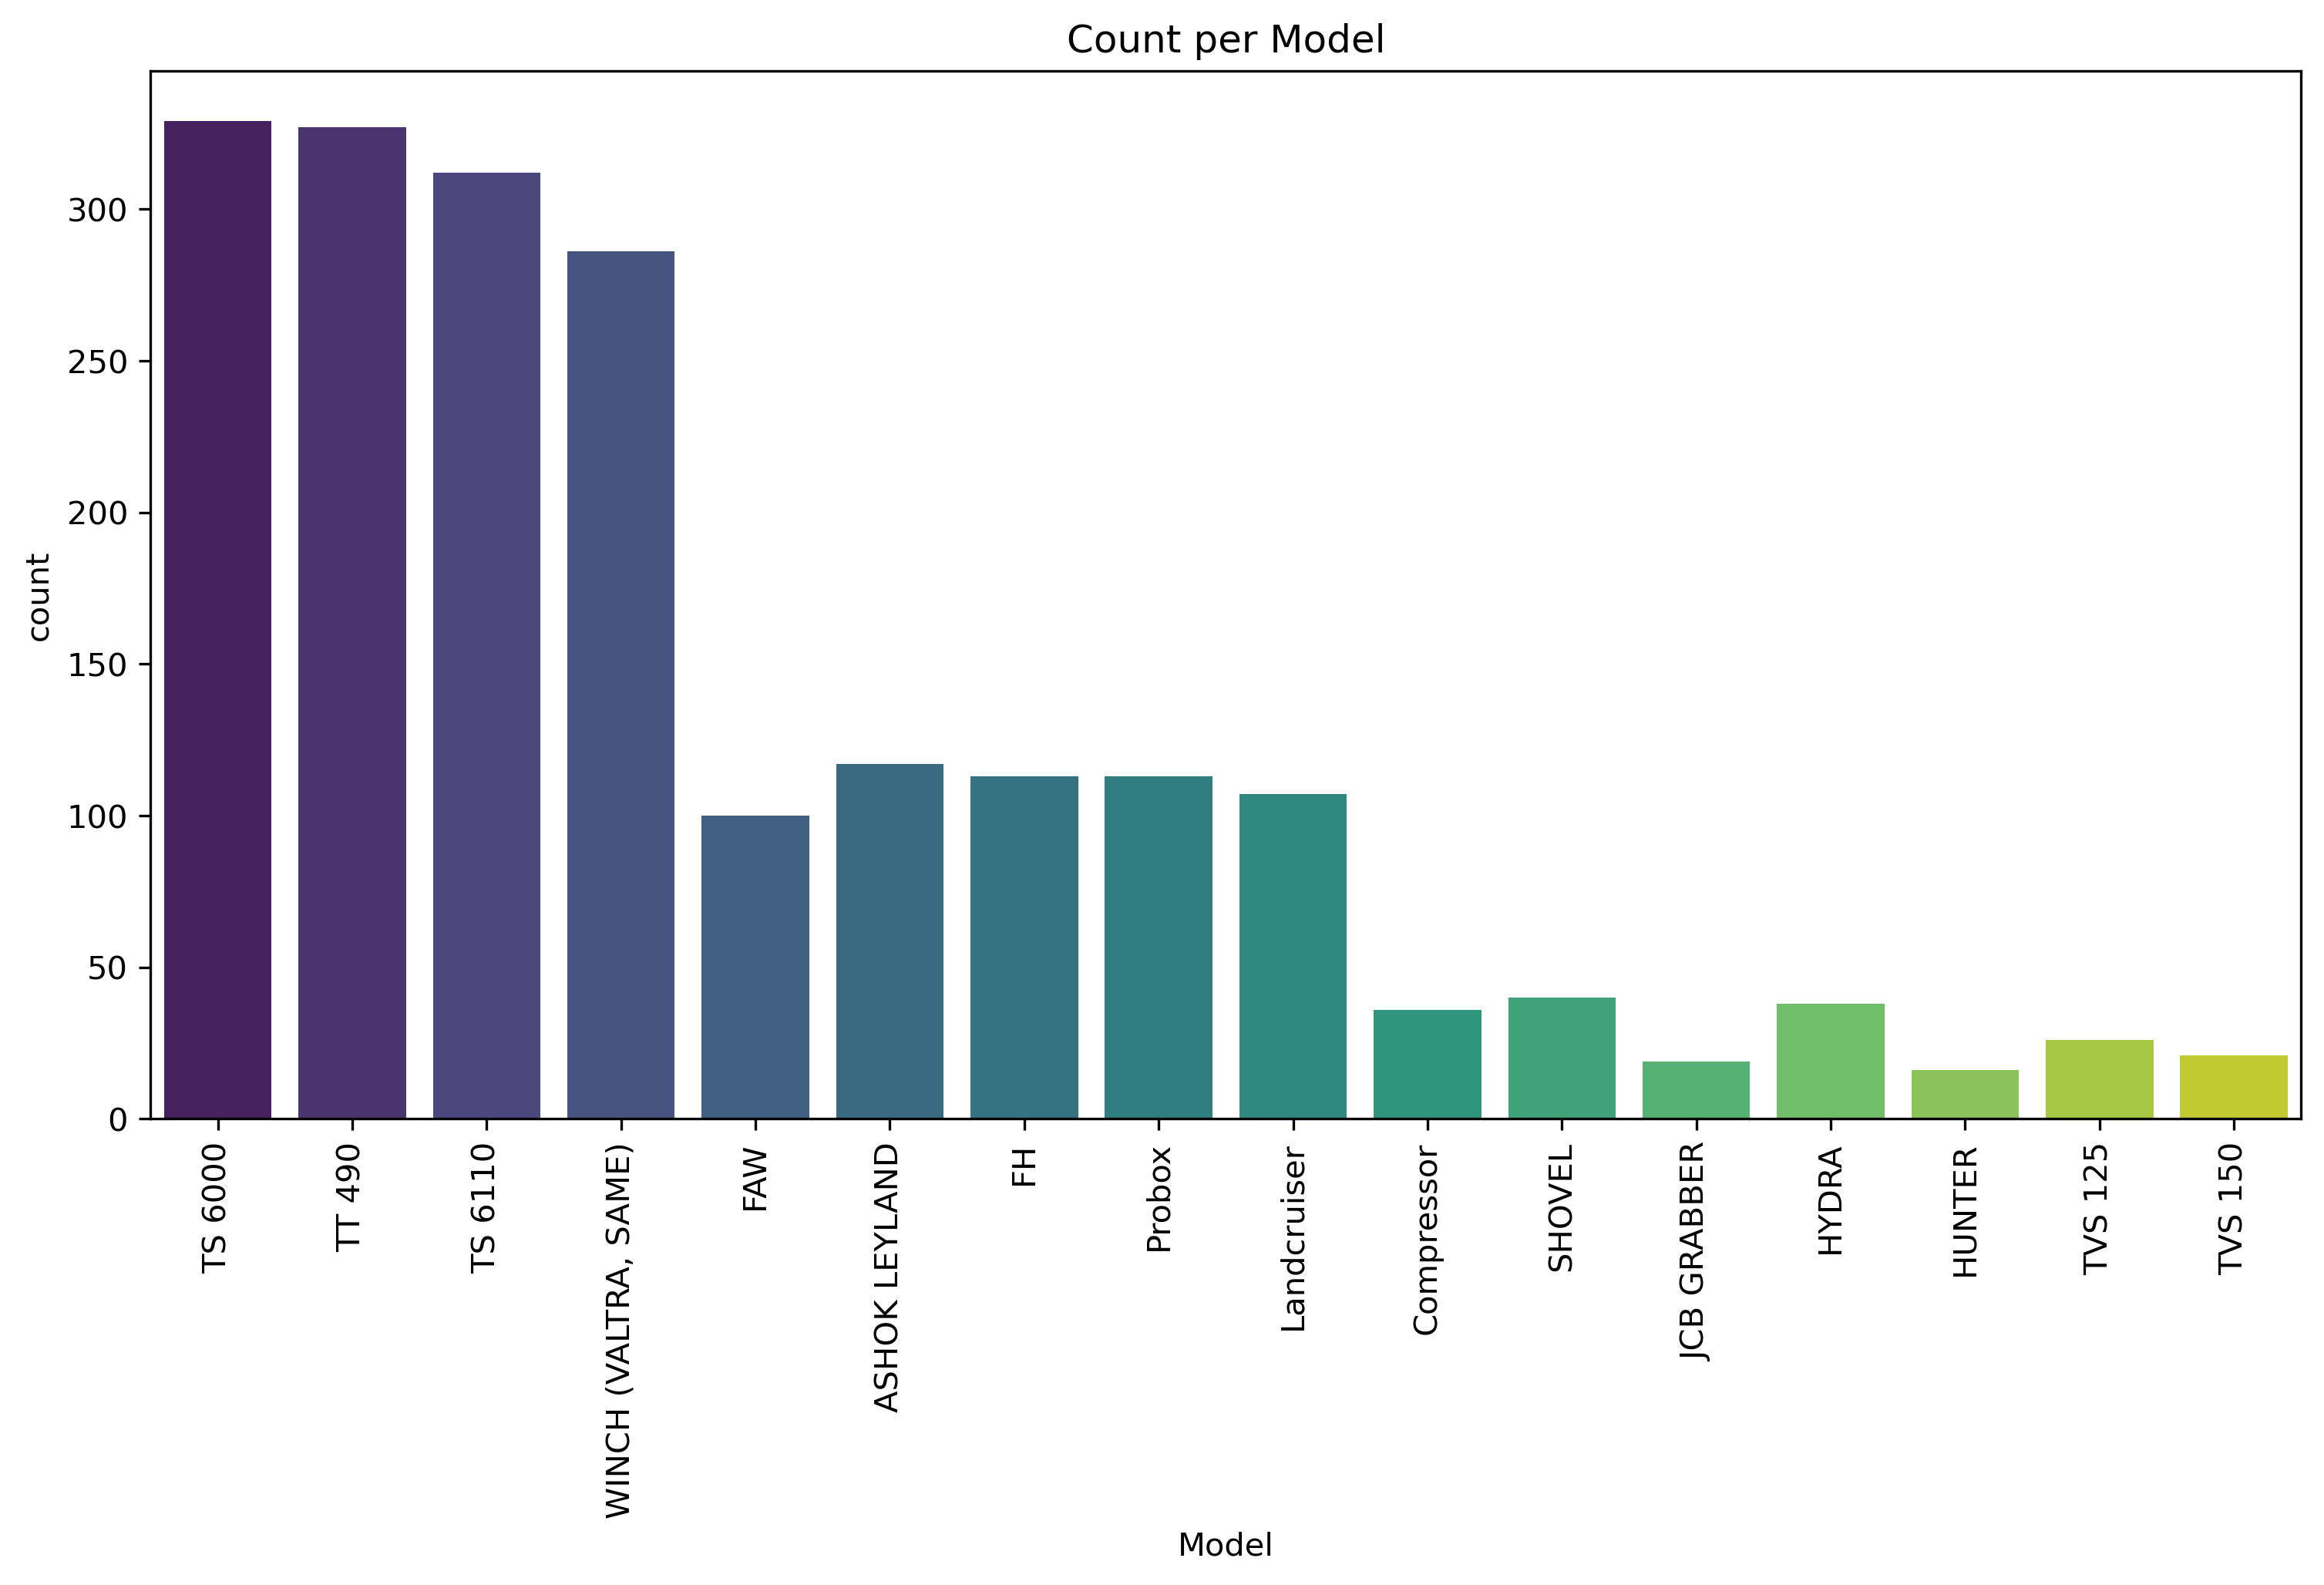 Count per Model
count
300
250
200
150
100
50
0
TS 6000
TT 490
TS 6110
WINCH (VALTRA, SAME)
FAW
ASHOK LEYLAND
FH
Probox
Landcruiser
Compressor
SHOVEL
JCB GRABBER
HYDRA
HUNTER
TVS 125
TVS 150
Model